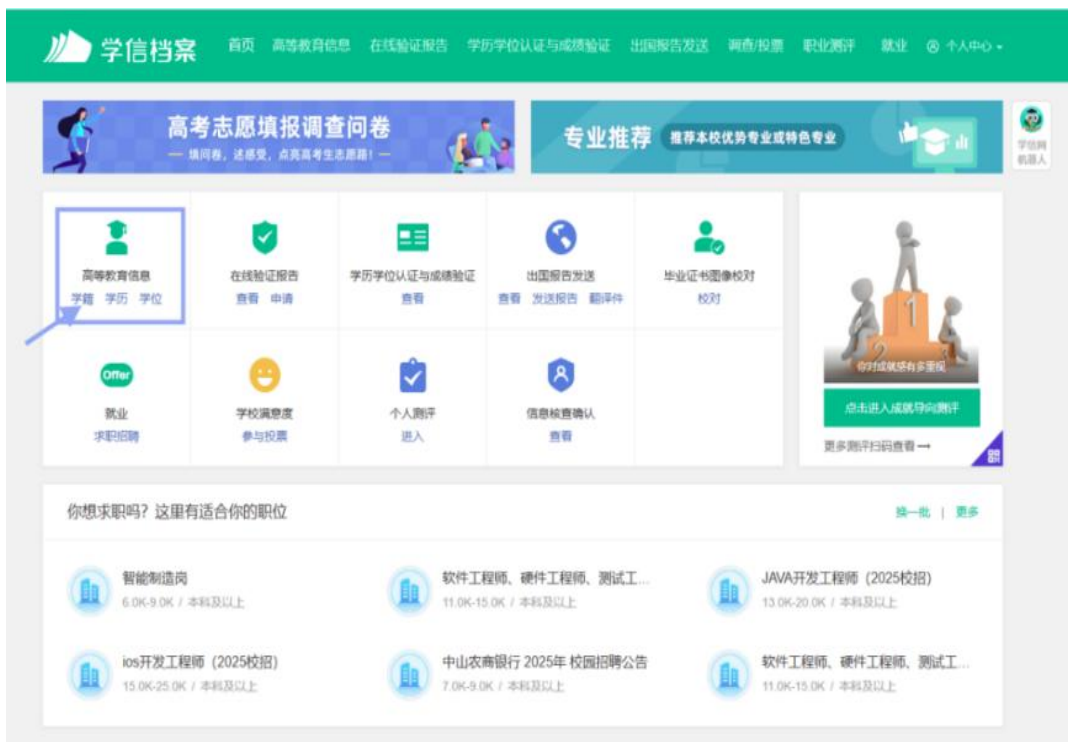 学信档案 首页 高等教育信息 在线验证报告 学历学位认证与成绩验证 出国报告发送 调查/投票 职业测评 就业 个人中心
高考志愿填报调查问卷
— 填问卷,述感受,点亮高考生志愿路! —
专业推荐 推荐本校优势专业或特色专业
学信网
机器人
高等教育信息
学籍 学历 学位
在线验证报告
查看 申请
学历学位认证与成绩验证
查看
出国报告发送
查看 发送报告 翻译件
毕业证书图像校对
校对
Offer
就业
求职招聘
学校满意度
参与投票
个人测评
进入
信息核查确认
查看
1
2
3
你对成就感有多重视
点击进入成就导向测评
更多测评扫码查看→
你想求职吗?这里有适合你的职位
换一批 | 更多
智能制造岗
6.0K-9.0K / 本科及以上
软件工程师、硬件工程师、测试工...
11.0K-15.0K / 本科及以上
JAVA开发工程师(2025校招)
13.0K-20.0K / 本科及以上
ios开发工程师(2025校招)
15.0K-25.0K / 本科及以上
中山农商银行 2025年 校园招聘公告
7.0K-9.0K / 本科及以上
软件工程师、硬件工程师、测试工...
11.0K-15.0K / 本科及以上